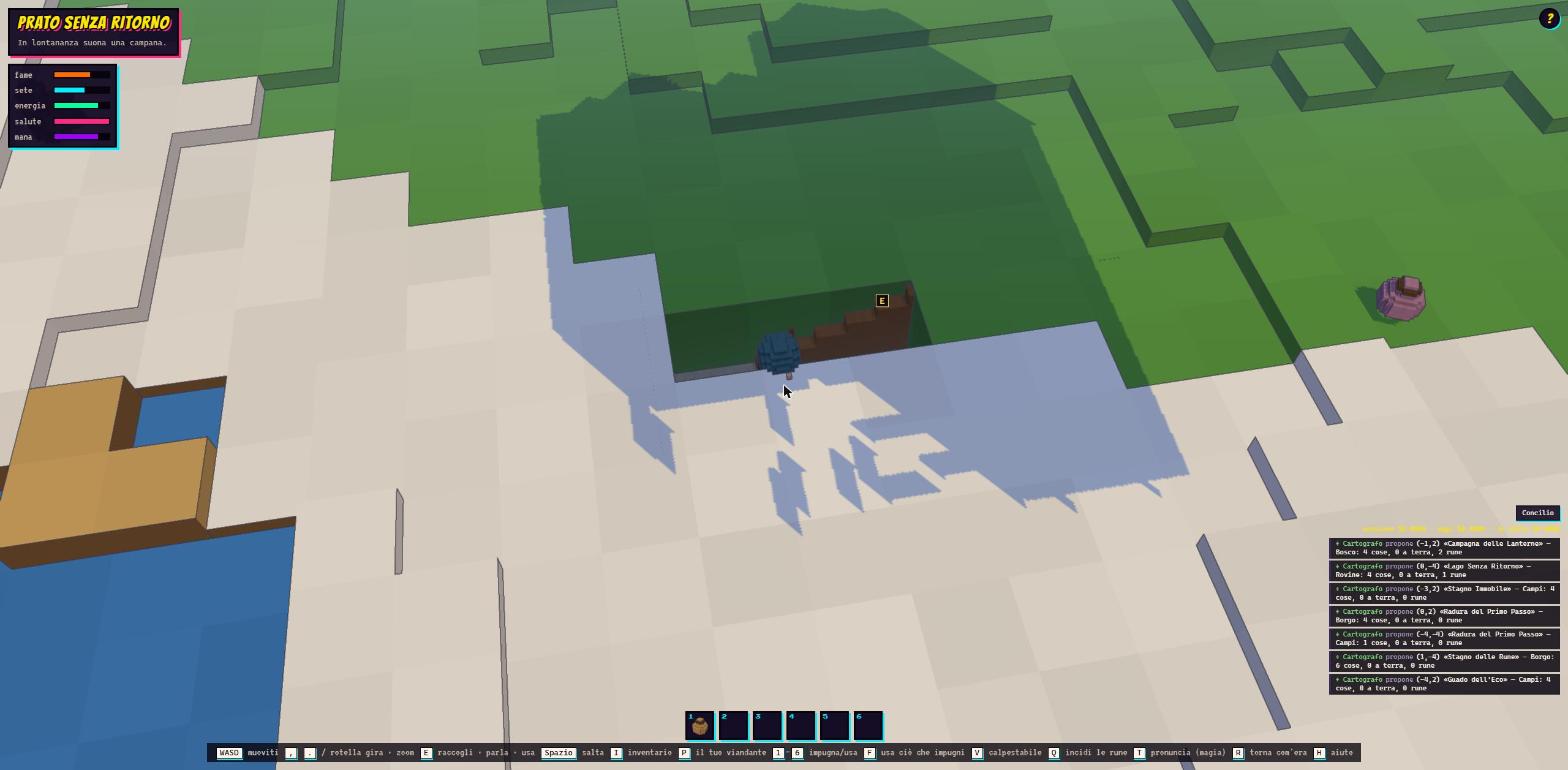 PRATO SENZA RITORNO
In lontananza suona una campana.
?
fame
sete
energia
salute
mana
E
Concilio
+ Cartografo propone (-1,2) «Campagna delle Lanterne» —
Bosco: 4 cose, 0 a terra, 2 rune
+ Cartografo propone (0,-4) «Lago Senza Ritorno» —
Rovine: 4 cose, 0 a terra, 1 rune
+ Cartografo propone (-3,2) «Stagno Immobile» — Campi: 4
cose, 0 a terra, 0 rune
+ Cartografo propone (0,2) «Radura del Primo Passo» —
Borgo: 4 cose, 0 a terra, 0 rune
+ Cartografo propone (-4,-4) «Radura del Primo Passo» —
Campi: 1 cose, 0 a terra, 0 rune
+ Cartografo propone (1,-4) «Stagno delle Rune» — Borgo:
6 cose, 0 a terra, 0 rune
+ Cartografo propone (-4,2) «Guado dell'Eco» — Campi: 4
cose, 0 a terra, 0 rune
1 2 3 4 5 6
WASD muoviti , . / rotella gira · zoom E raccogli · parla · usa Spazio salta I inventario P il tuo viandante 1-6 impugna/usa F usa ciò che impugni V calpestabile Q incidi le rune T pronuncia (magia) R torna com'era H aiuto